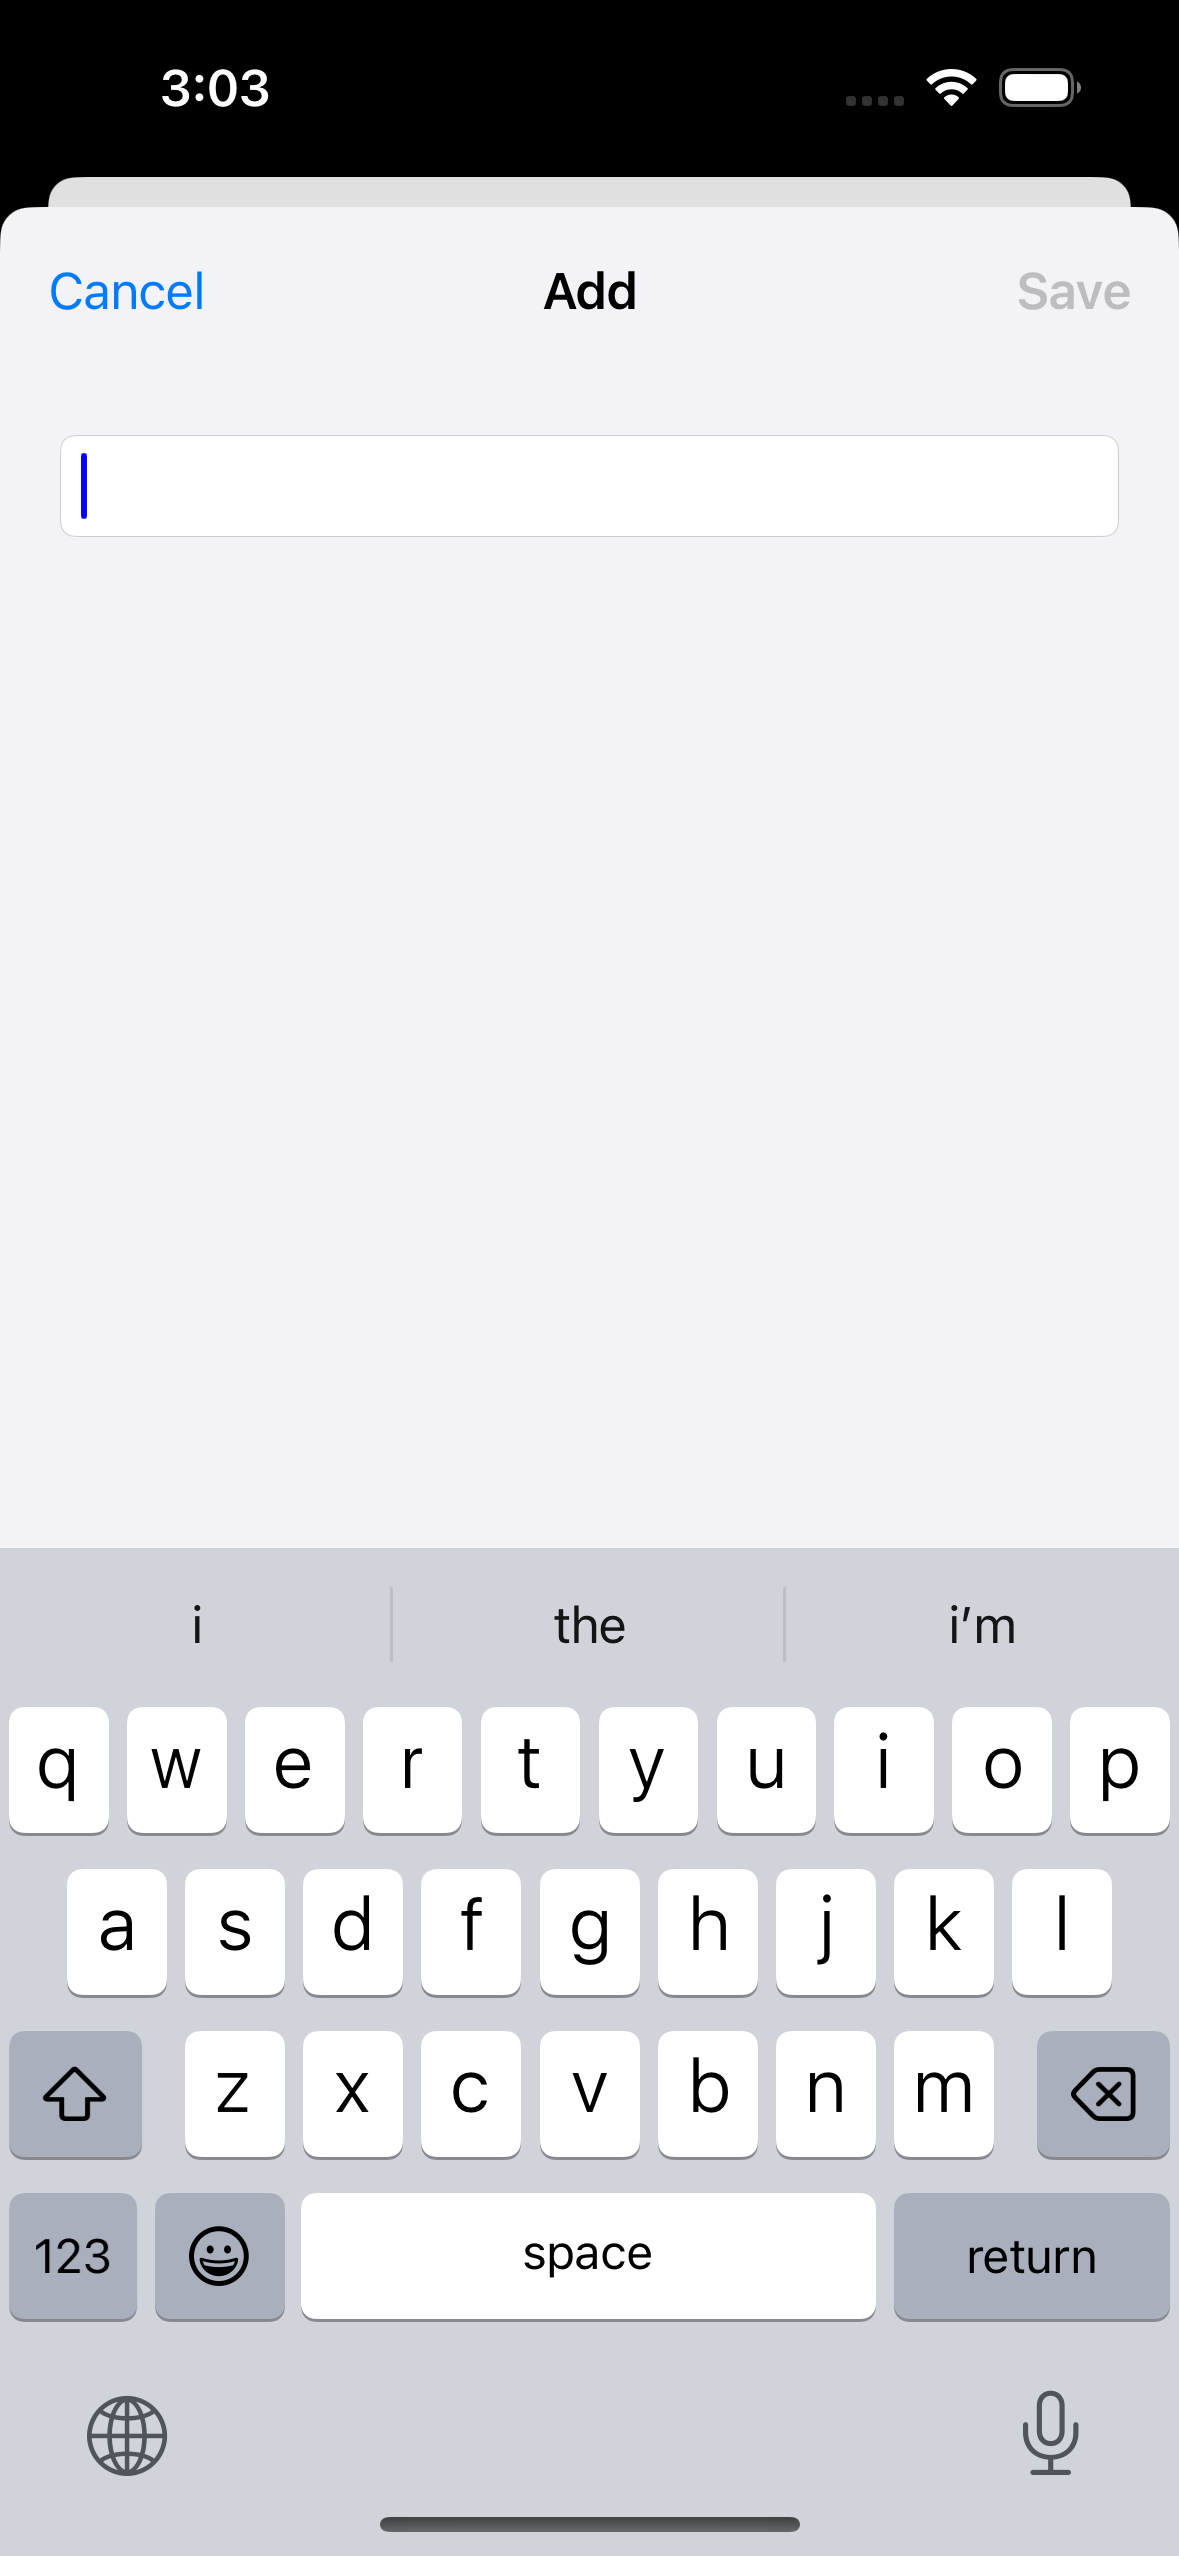 3:03
Cancel Add Save
i the i’m
q w e r t y u i o p
a s d f g h j k l
z x c v b n m
123 space return